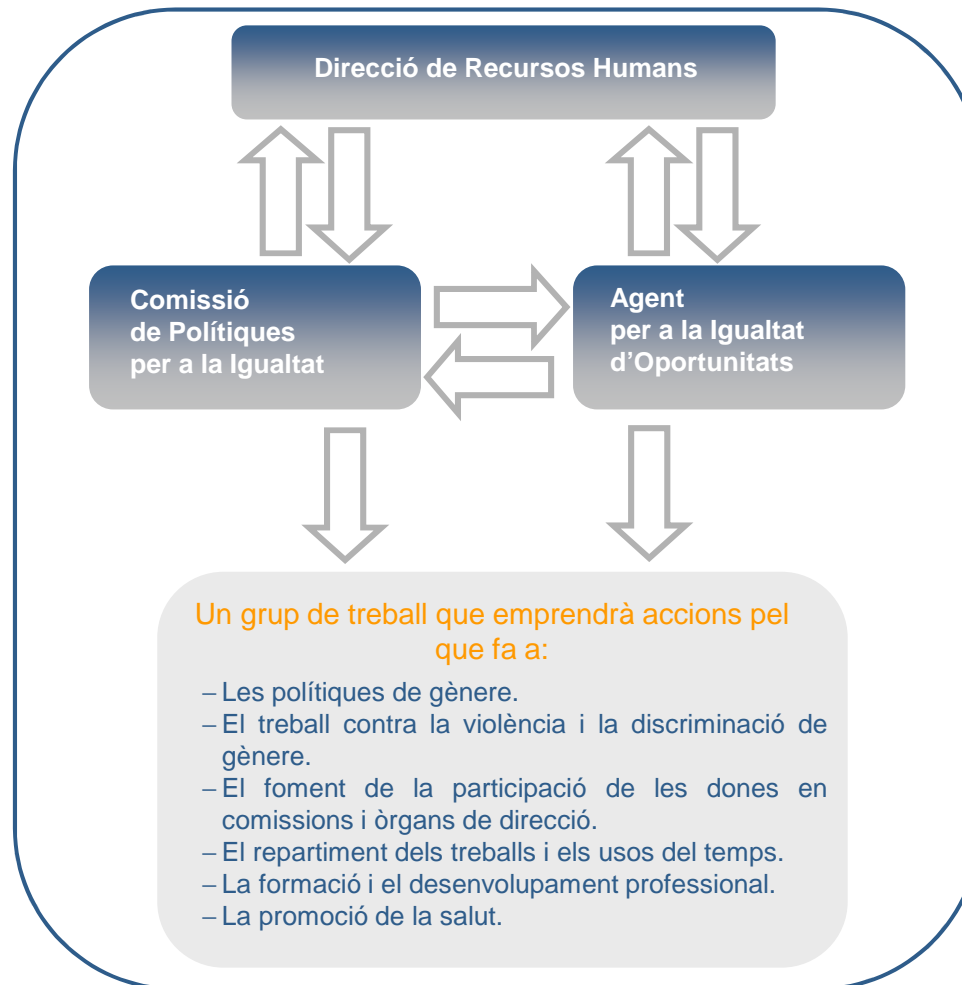 Direcció de Recursos Humans
Comissió
de Polítiques
per a la Igualtat
Agent
per a la Igualtat
d’Oportunitats
Un grup de treball que emprendrà accions pel
que fa a:
– Les polítiques de gènere.
– El treball contra la violència i la discriminació de
gènere.
– El foment de la participació de les dones en
comissions i òrgans de direcció.
– El repartiment dels treballs i els usos del temps.
– La formació i el desenvolupament professional.
– La promoció de la salut.